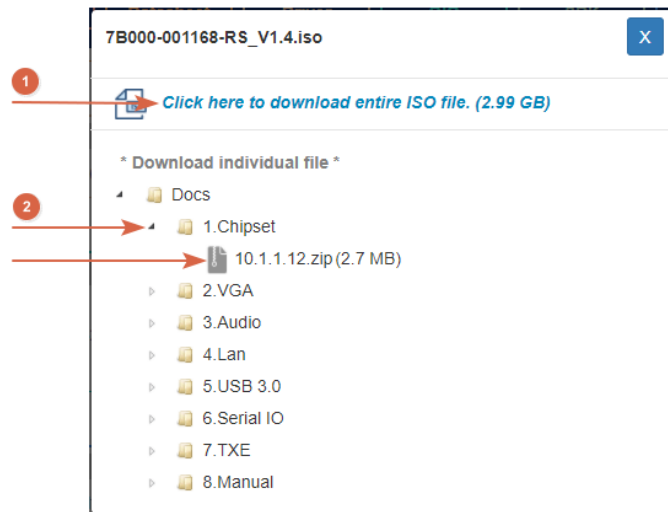 7B000-001168-RS_V1.4.iso
X
1
Click here to download entire ISO file. (2.99 GB)
* Download individual file *
Docs
2
1.Chipset
10.1.1.12.zip (2.7 MB)
2.VGA
3.Audio
4.Lan
5.USB 3.0
6.Serial IO
7.TXE
8.Manual